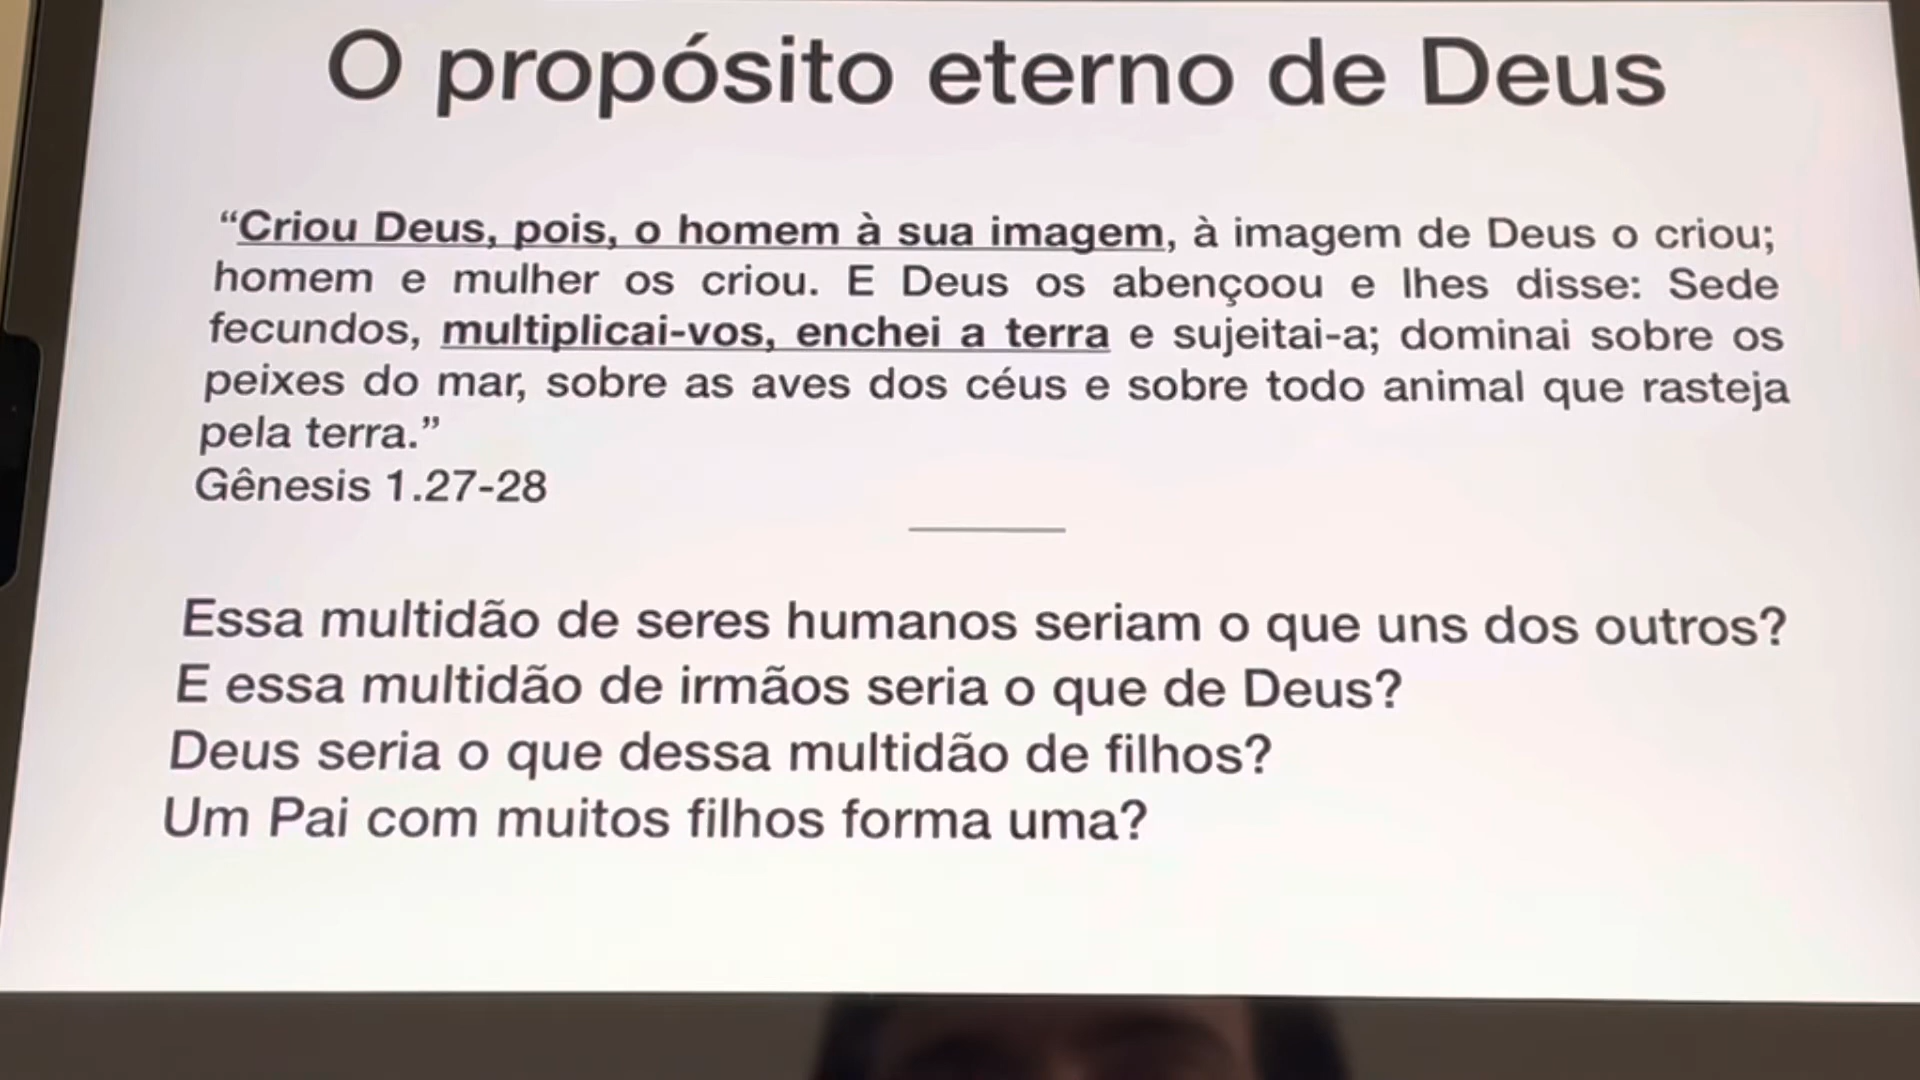 O propósito eterno de Deus
“Criou Deus, pois, o homem à sua imagem, à imagem de Deus o criou;
homem e mulher os criou. E Deus os abençoou e lhes disse: Sede
fecundos, multiplicai-vos, enchei a terra e sujeitai-a; dominai sobre os
peixes do mar, sobre as aves dos céus e sobre todo animal que rasteja
pela terra.”
Gênesis 1.27-28
Essa multidão de seres humanos seriam o que uns dos outros?
E essa multidão de irmãos seria o que de Deus?
Deus seria o que dessa multidão de filhos?
Um Pai com muitos filhos forma uma?